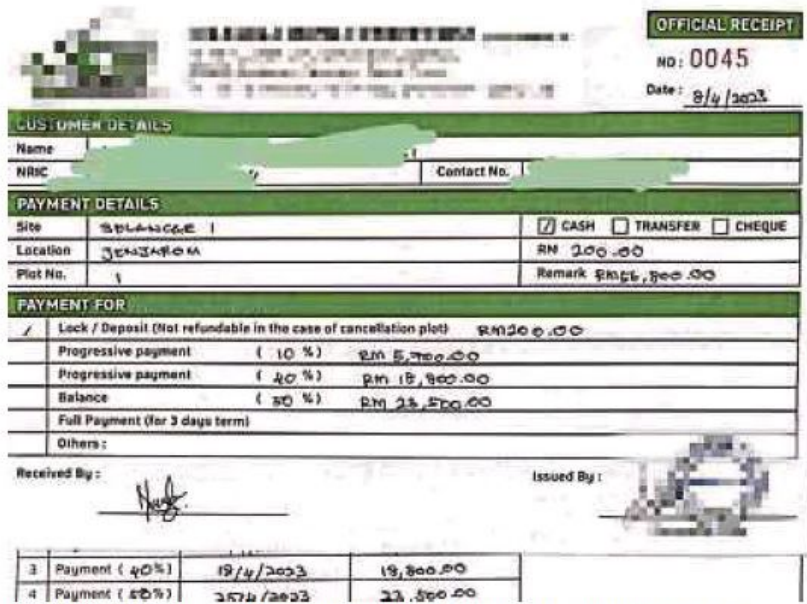 OFFICIAL RECEIPT
NO: 0045
Date: 8/4/2023
CUSTOMER DETAILS
Name
NRIC Contact No.
PAYMENT DETAILS
Site SELANGOR 1 / CASH TRANSFER CHEQUE
Location JENJAROM RM 200.00
Plot No. 1 Remark
PAYMENT FOR
/ Lock / Deposit (Not refundable in the case of cancellation plot) RM200.00
Progressive payment (10 %) RM 5,700.00
Progressive payment (40 %) RM 18,800.00
Balance (50 %) RM 23,500.00
Full Payment (for 3 days term)
Others:
Received By: Issued By:
3 Payment (40%) 18/4/2023 18,800.00
4 Payment (50%) 23,500.00